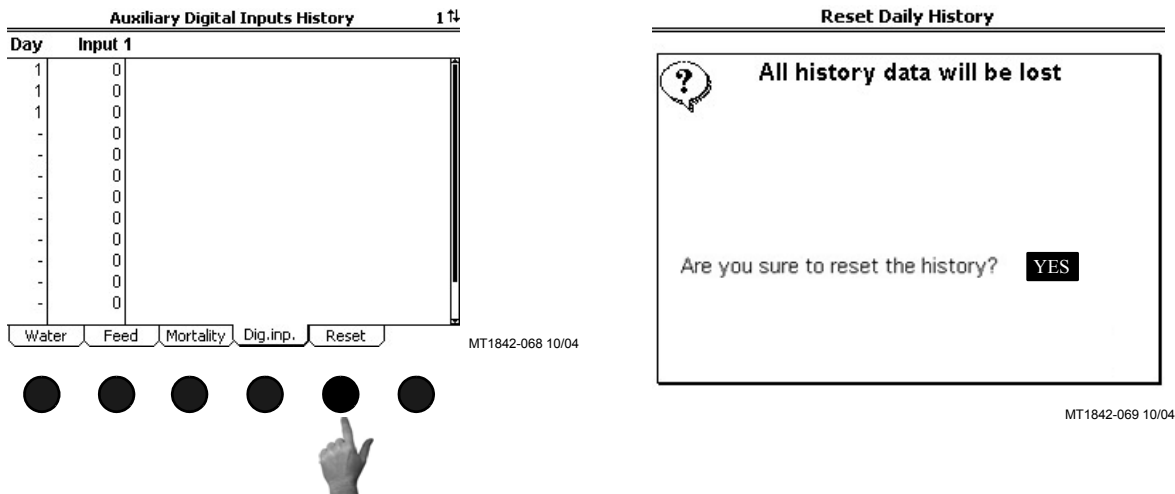 Auxiliary Digital Inputs History 1⇅
Day Input 1
1 0
1 0
1 0
- 0
- 0
- 0
- 0
- 0
- 0
- 0
- 0
- 0
Water Feed Mortality Dig.inp. Reset
MT1842-068 10/04
Reset Daily History
?
All history data will be lost
Are you sure to reset the history? YES
MT1842-069 10/04